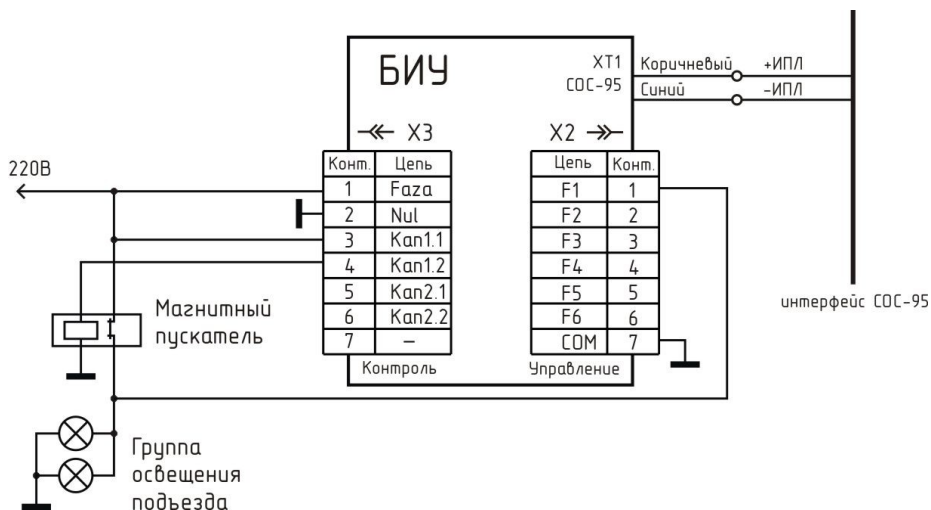 БИУ
XT1
СОС-95
Коричневый
+ИПЛ
Синий
-ИПЛ
X3
X2
Конт. Цепь
1 Faza
2 Nul
3 Kan1.1
4 Kan1.2
5 Kan2.1
6 Kan2.2
7 –
Контроль
Цепь Конт.
F1 1
F2 2
F3 3
F4 4
F5 5
F6 6
COM 7
Управление
220В
Магнитный
пускатель
Группа
освещения
подъезда
интерфейс СОС-95